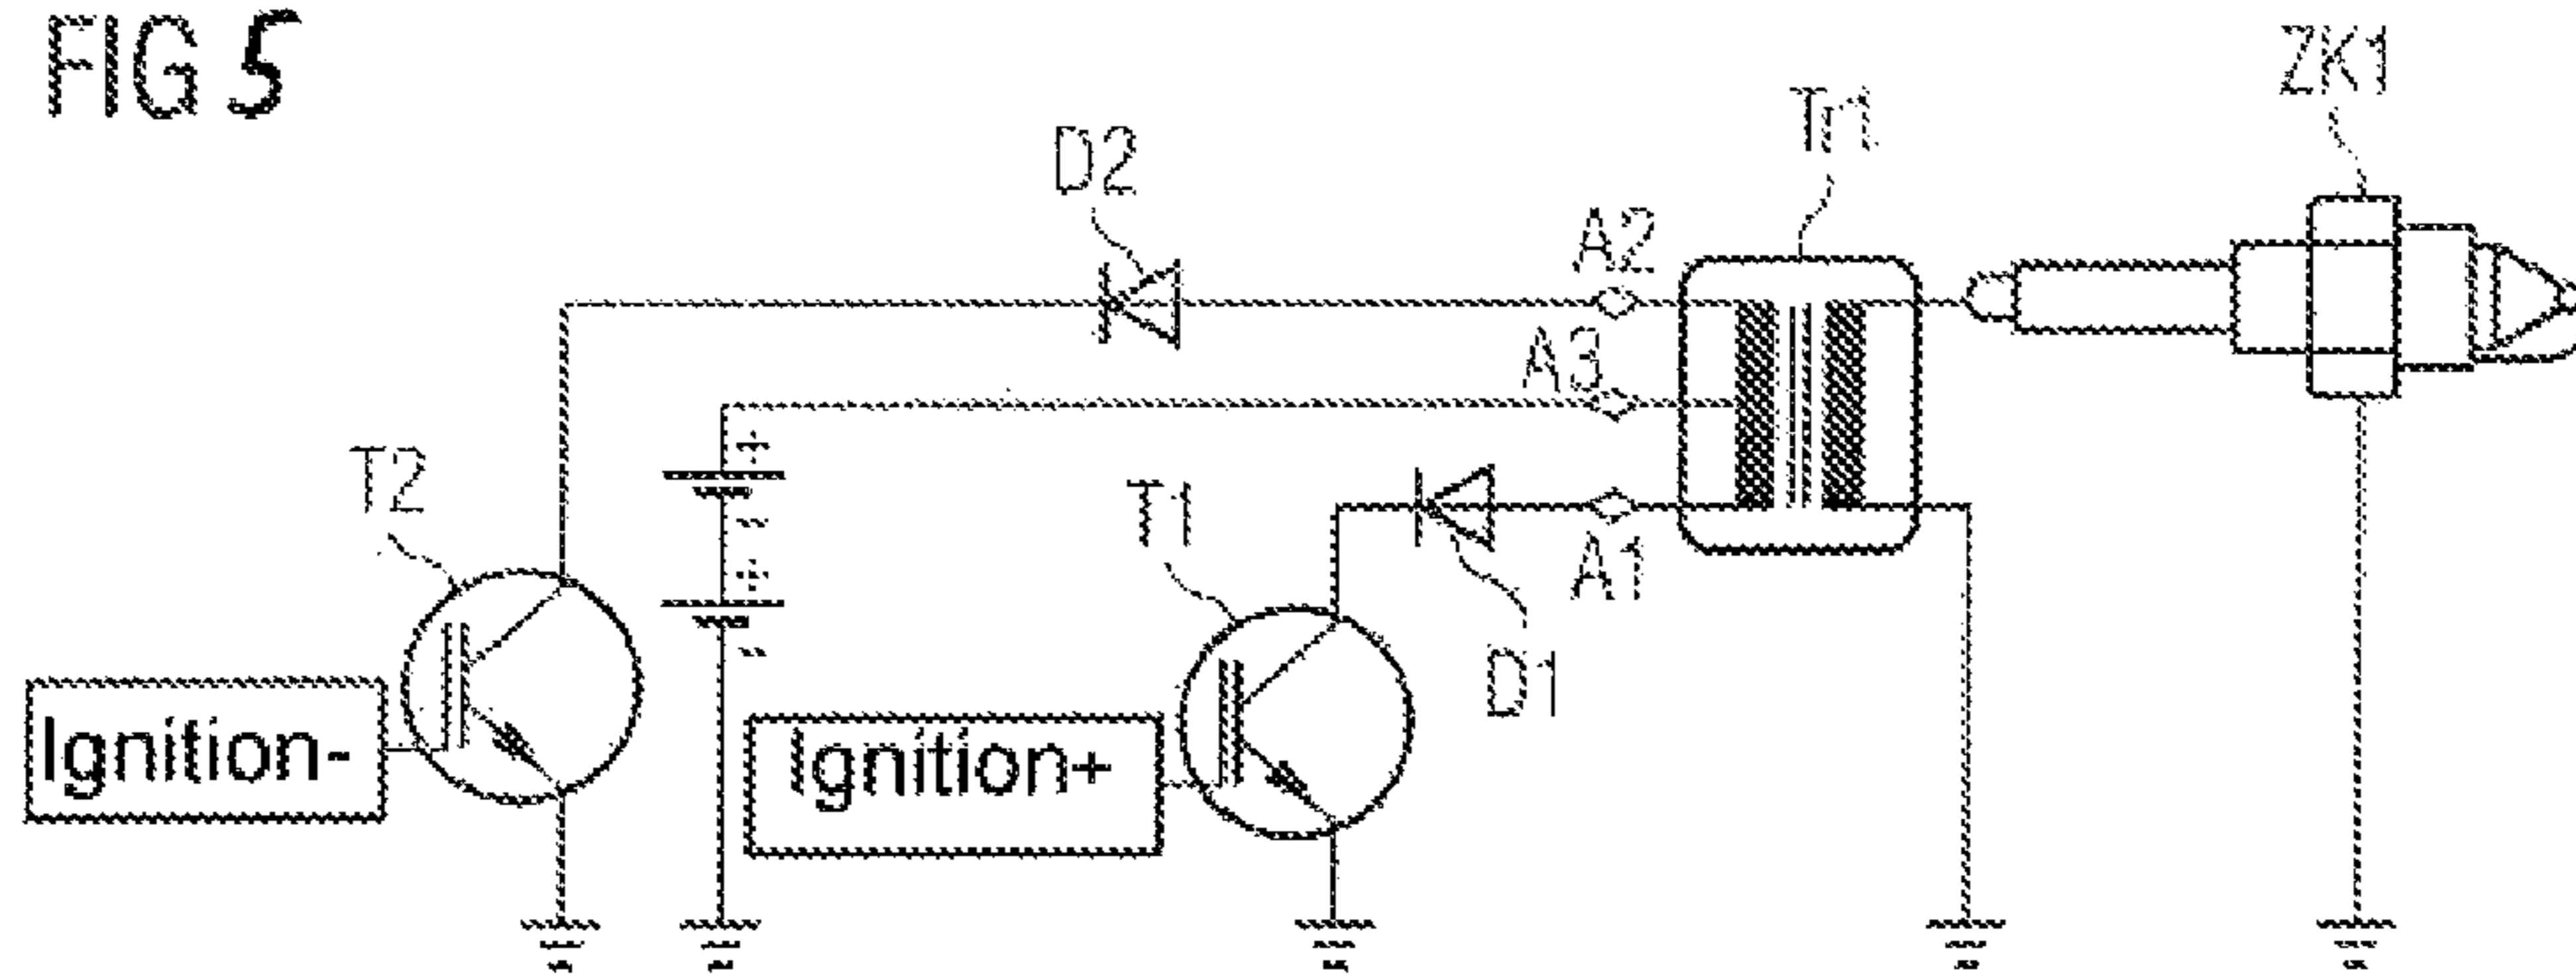 FIG 5
ZK1
Tr1
D2
A2
A3
T2
+
-
T1
A1
+
-
D1
Ignition-
Ignition+